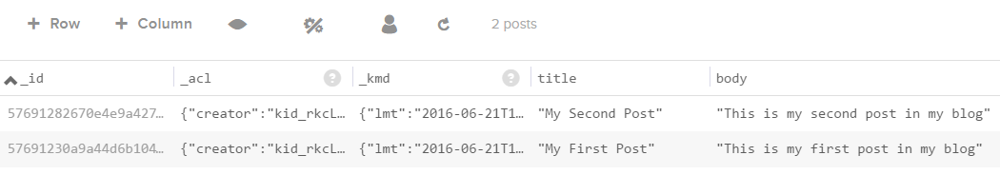 + Row + Column 2 posts
_id _acl ? _kmd ? title body
57691282670e4e9a427… {"creator":"kid_rkcL… {"lmt":"2016-06-21T1… "My Second Post" "This is my second post in my blog"
57691230a9a44d6b104… {"creator":"kid_rkcL… {"lmt":"2016-06-21T1… "My First Post" "This is my first post in my blog"